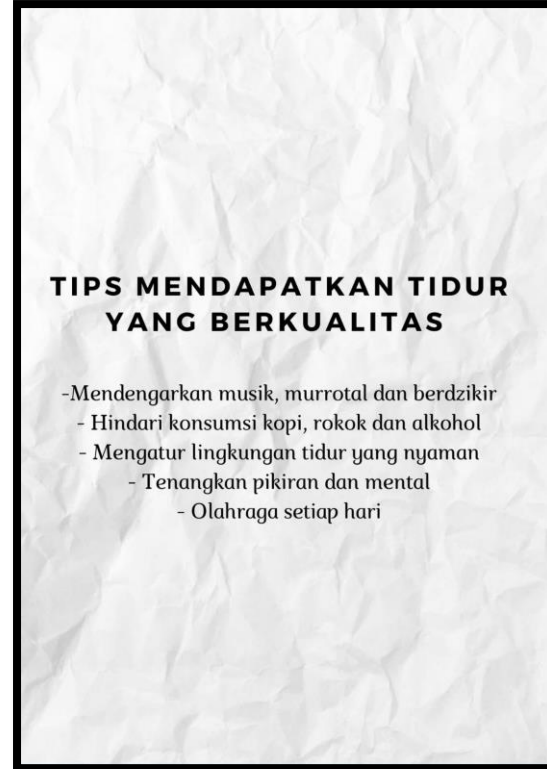 TIPS MENDAPATKAN TIDUR
YANG BERKUALITAS
-Mendengarkan musik, murrotal dan berdzikir
- Hindari konsumsi kopi, rokok dan alkohol
- Mengatur lingkungan tidur yang nyaman
- Tenangkan pikiran dan mental
- Olahraga setiap hari